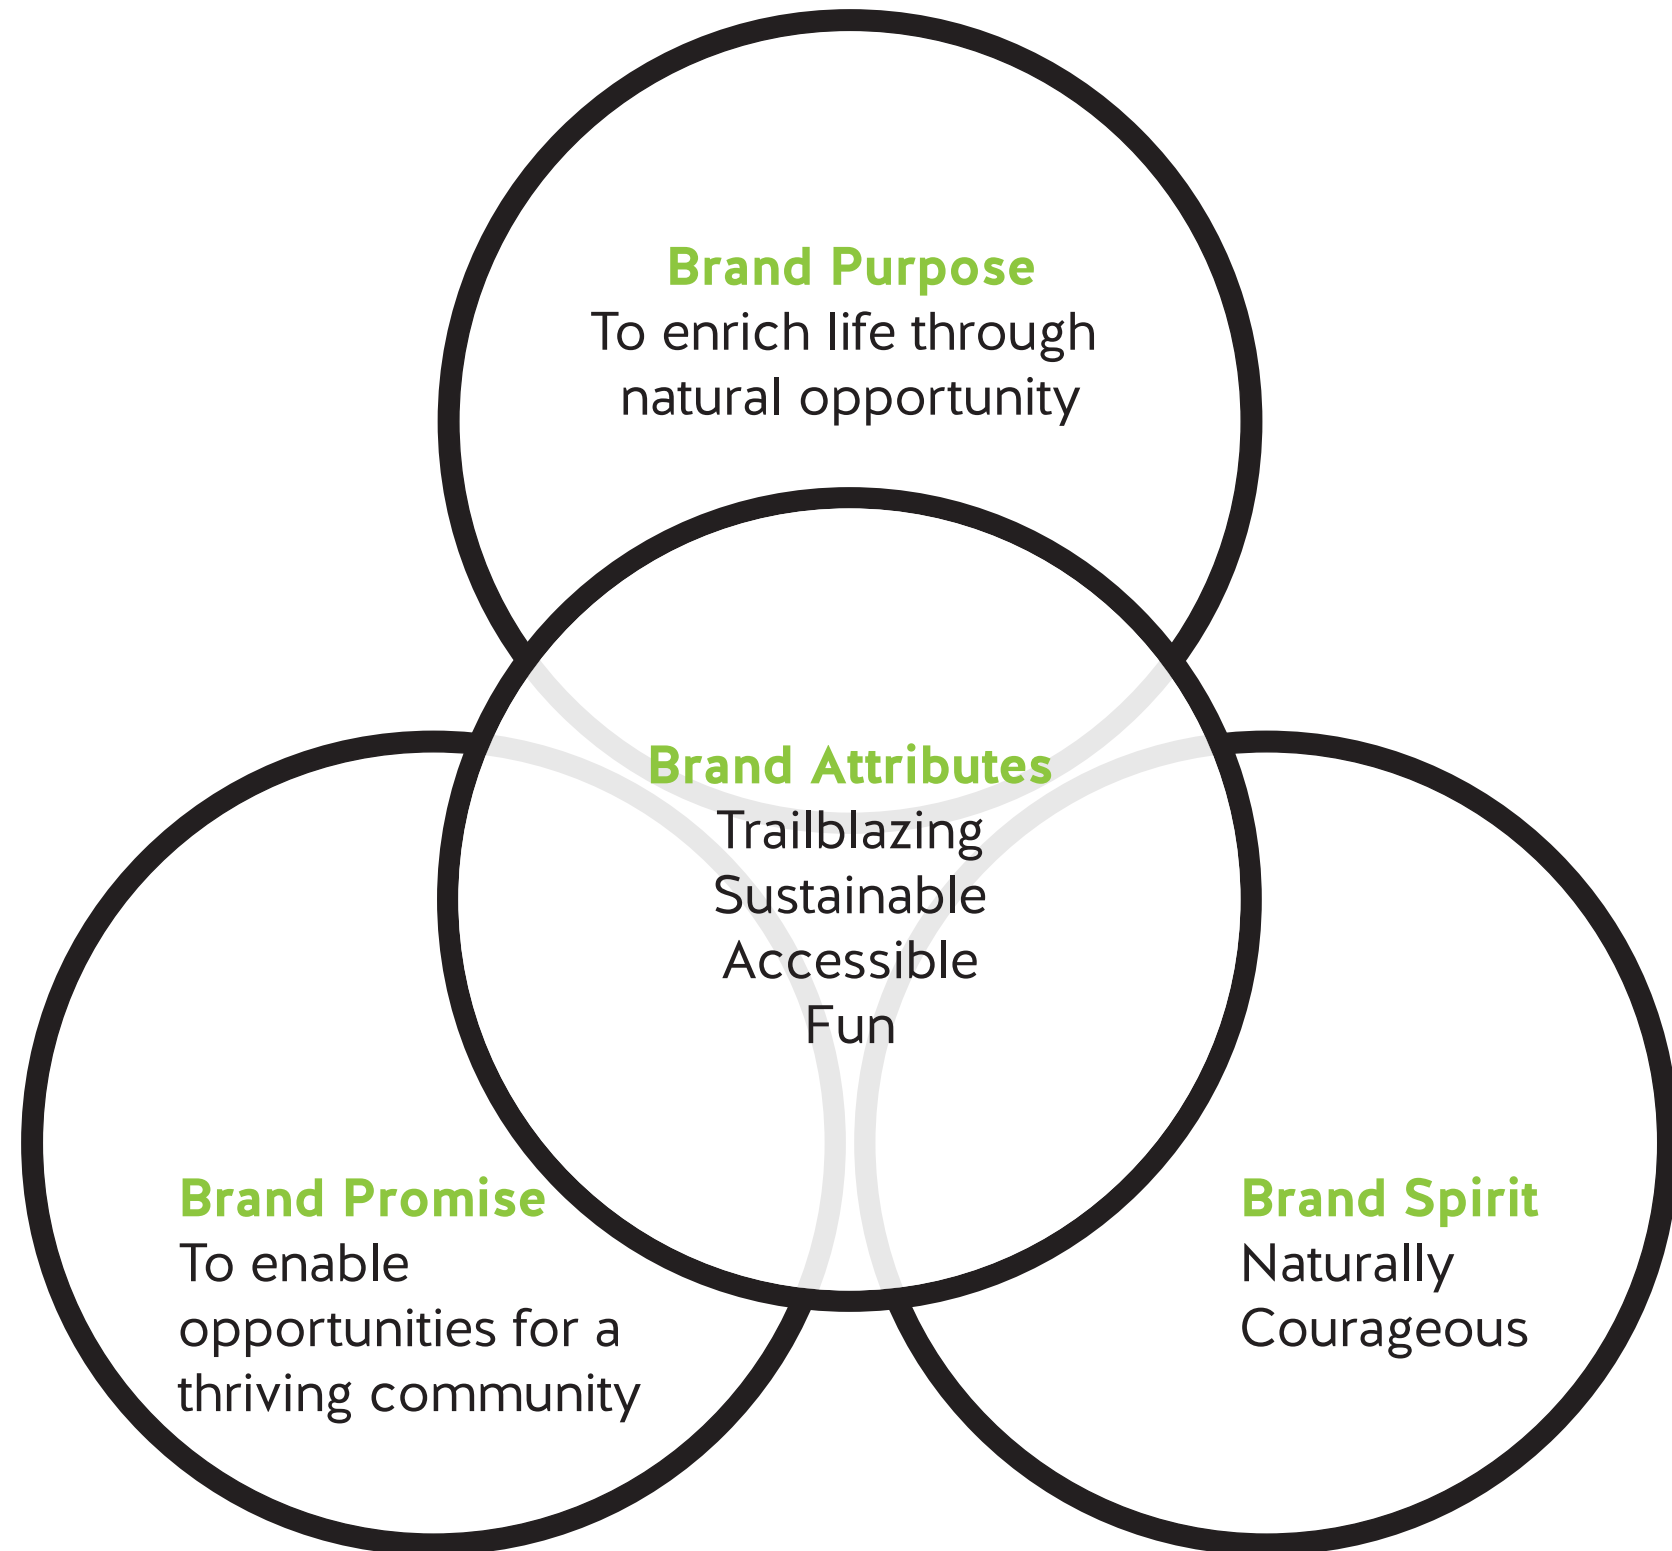 Brand Purpose
To enrich life through
natural opportunity
Brand Attributes
Trailblazing
Sustainable
Accessible
Fun
Brand Promise
To enable
opportunities for a
thriving community
Brand Spirit
Naturally
Courageous